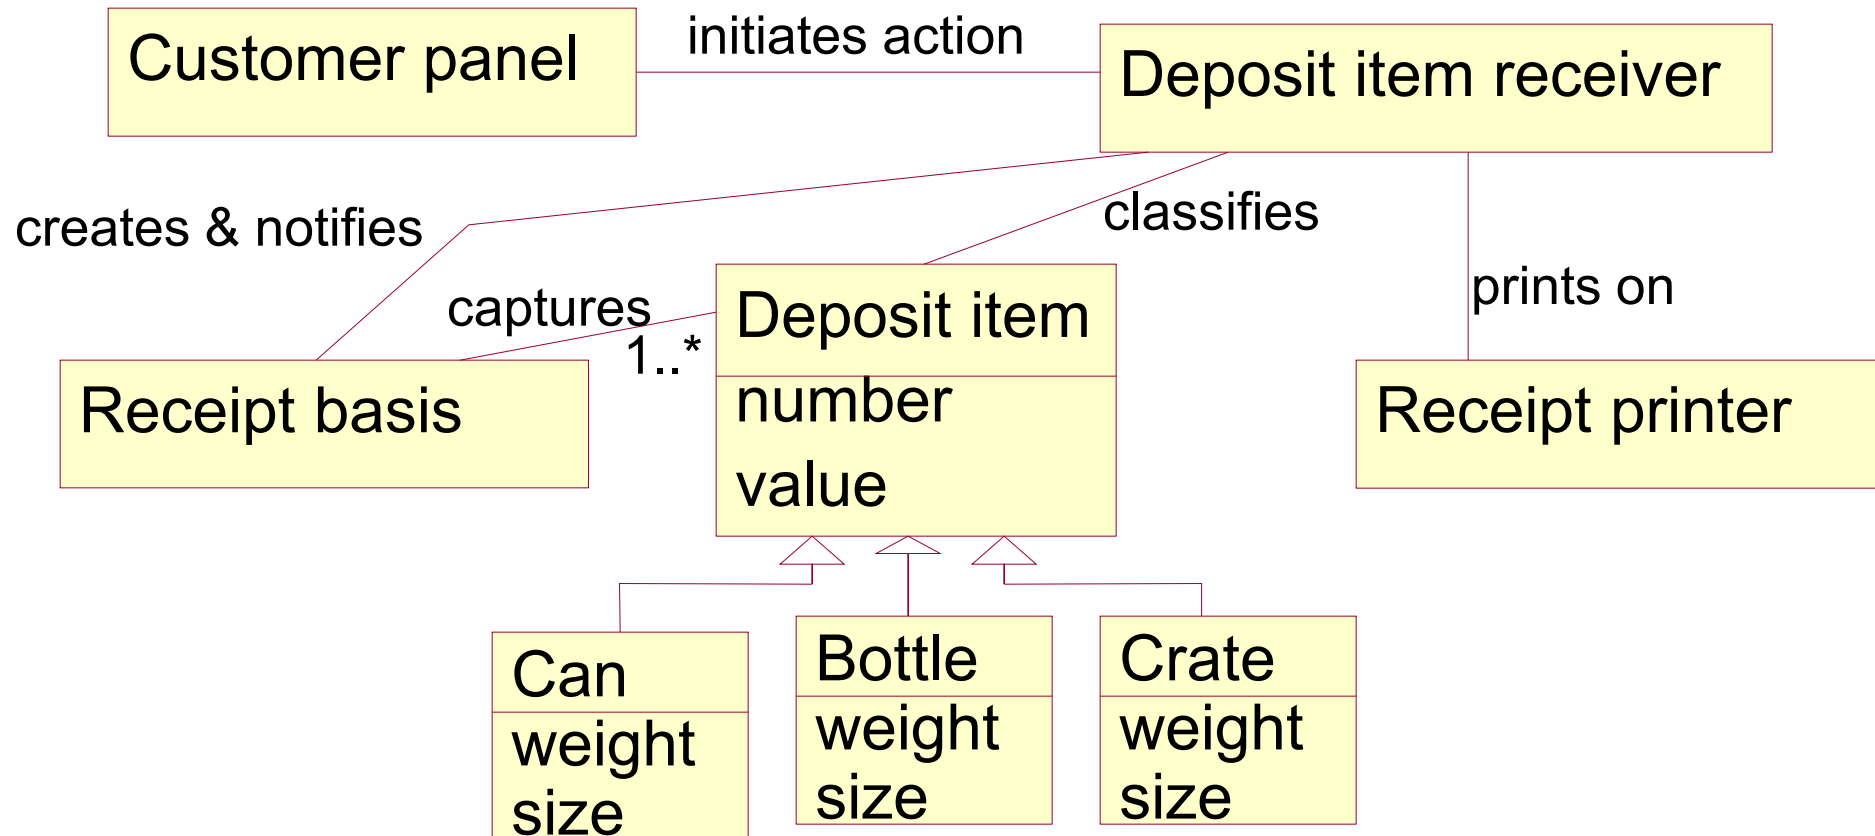 Customer panel
initiates action
Deposit item receiver
creates & notifies
classifies
captures
1..*
Deposit item
number
value
prints on
Receipt basis
Receipt printer
Can
weight
size
Bottle
weight
size
Crate
weight
size